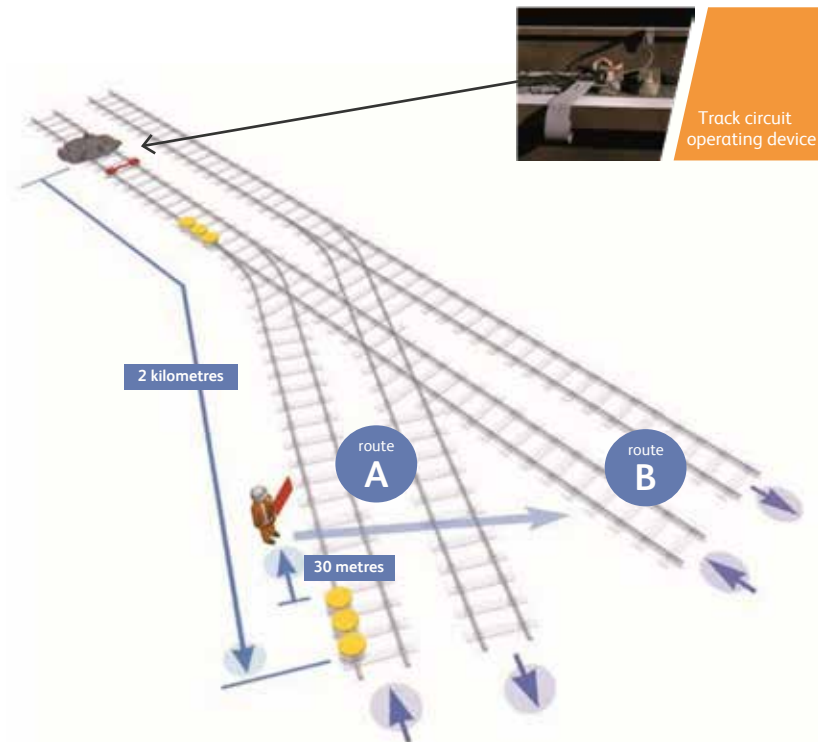 Track circuit
operating device
2 kilometres
route
A
route
B
30 metres